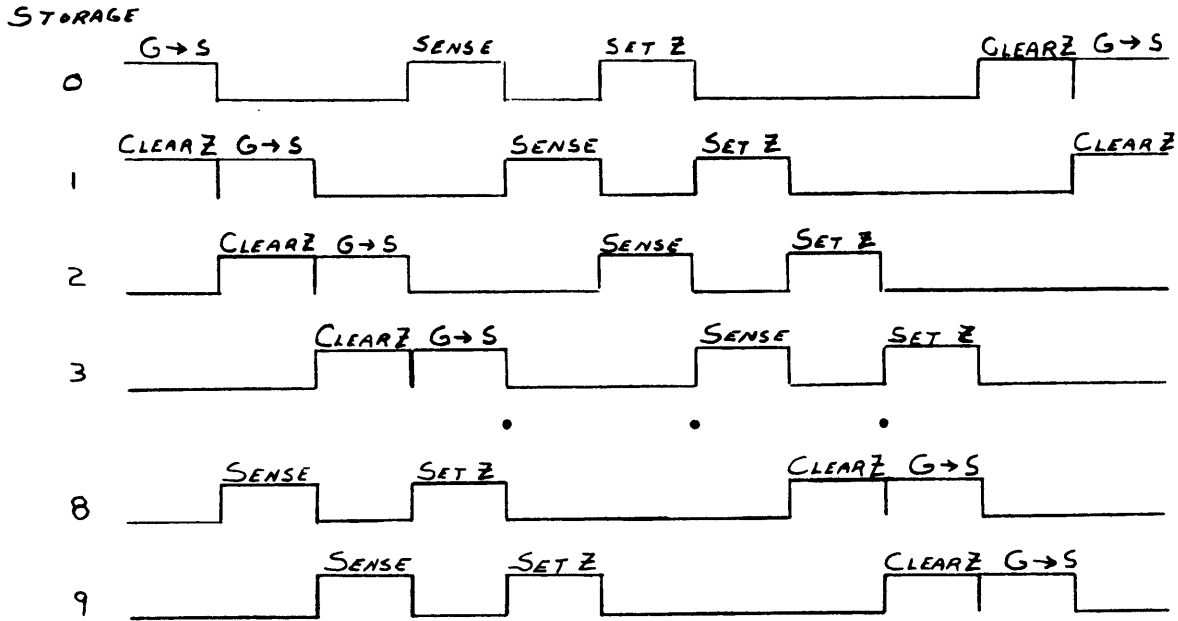 STORAGE
G→S SENSE SET Z CLEAR Z G→S
0
CLEAR Z G→S SENSE SET Z CLEAR Z
1
CLEAR Z G→S SENSE SET Z
2
CLEAR Z G→S SENSE SET Z
3
SENSE SET Z CLEAR Z G→S
8
SENSE SET Z CLEAR Z G→S
9